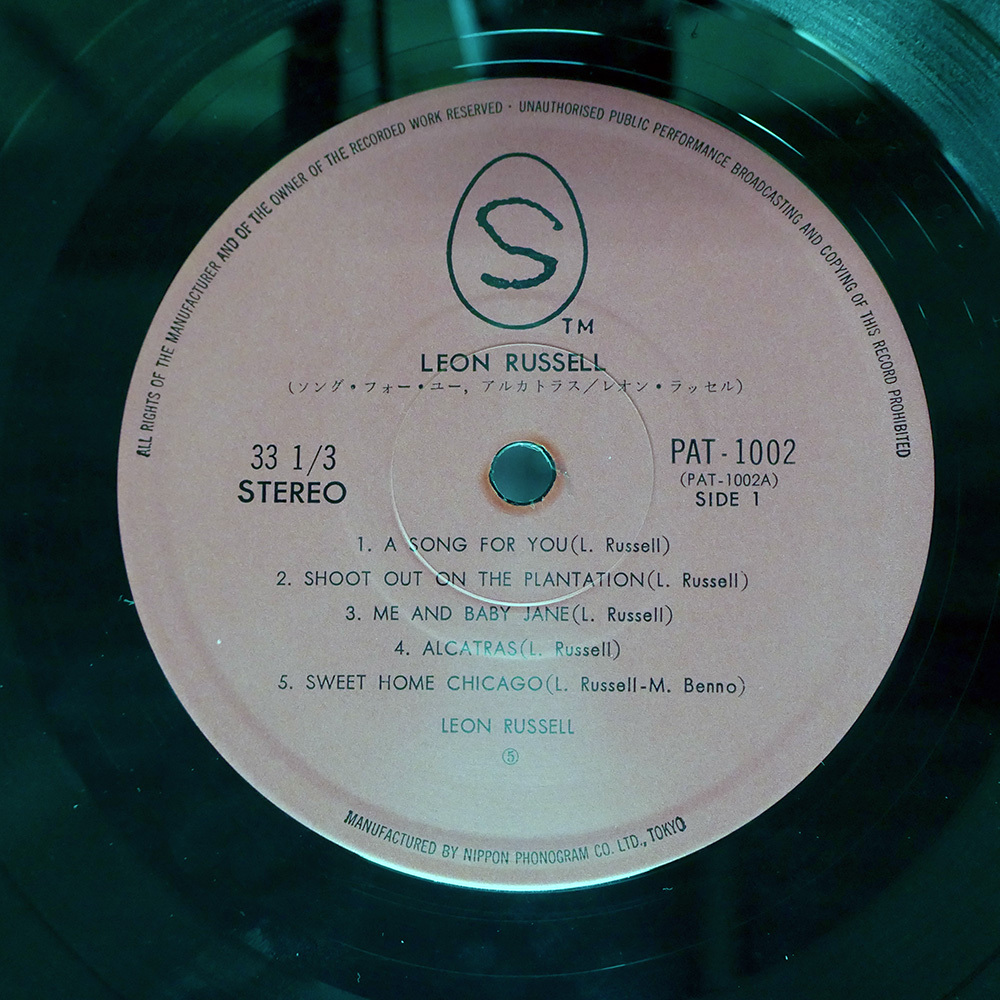 ALL RIGHTS OF THE MANUFACTURER AND OF THE OWNER OF THE RECORDED WORK RESERVED · UNAUTHORISED PUBLIC PERFORMANCE BROADCASTING AND COPYING OF THIS RECORD PROHIBITED
S
TM
LEON RUSSELL
(ソング・フォー・ユー, アルカトラス/レオン・ラッセル)
33 1/3
STEREO
PAT-1002
(PAT-1002A)
SIDE 1
1. A SONG FOR YOU(L. Russell)
2. SHOOT OUT ON THE PLANTATION(L. Russell)
3. ME AND BABY JANE(L. Russell)
4. ALCATRAS(L. Russell)
5. SWEET HOME CHICAGO(L. Russell-M. Benno)
LEON RUSSELL
⑤
MANUFACTURED BY NIPPON PHONOGRAM CO. LTD., TOKYO